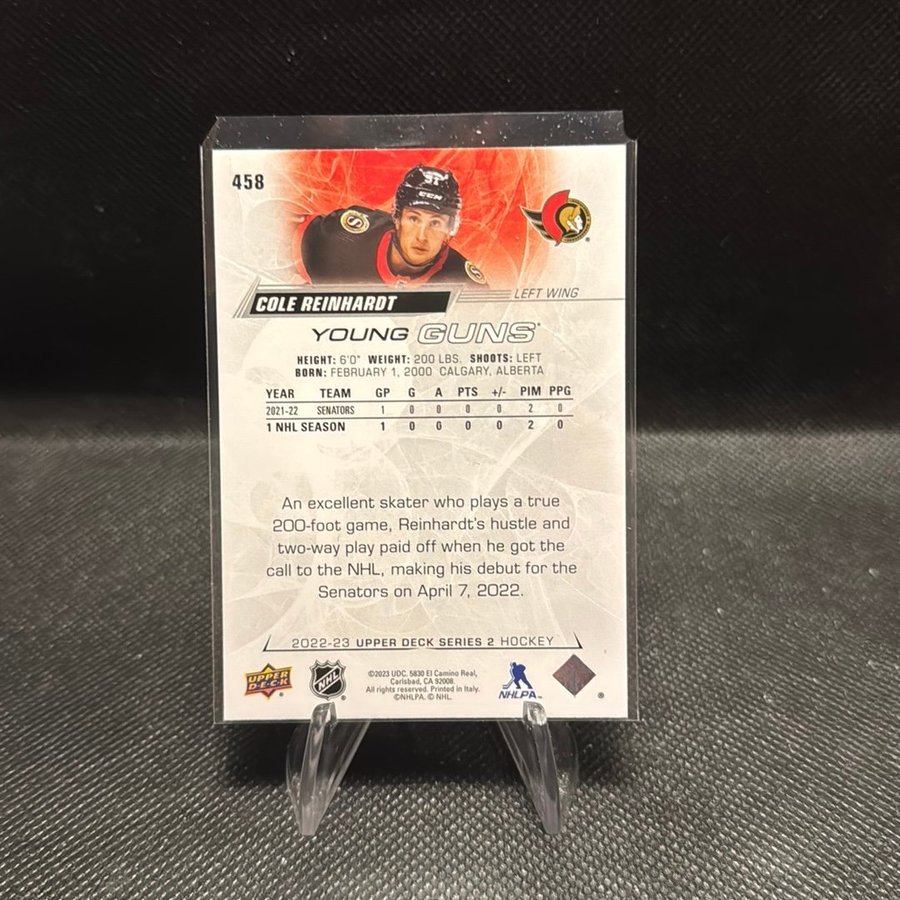 458
51
CCM
COLE REINHARDT
LEFT WING
YOUNG GUNS
HEIGHT: 6'0" WEIGHT: 200 LBS. SHOOTS: LEFT
BORN: FEBRUARY 1, 2000 CALGARY, ALBERTA
YEAR TEAM GP G A PTS +/- PIM PPG
2021-22 SENATORS 1 0 0 0 0 2 0
1 NHL SEASON 1 0 0 0 0 2 0
An excellent skater who plays a true
200-foot game, Reinhardt's hustle and
two-way play paid off when he got the
call to the NHL, making his debut for the
Senators on April 7, 2022.
2022-23 UPPER DECK SERIES 2 HOCKEY
UPPER
DECK
®
NHL
©2023 UDC. 5830 El Camino Real,
Carlsbad, CA 92008.
All rights reserved. Printed in Italy.
©NHLPA. © NHL.
NHLPA
®